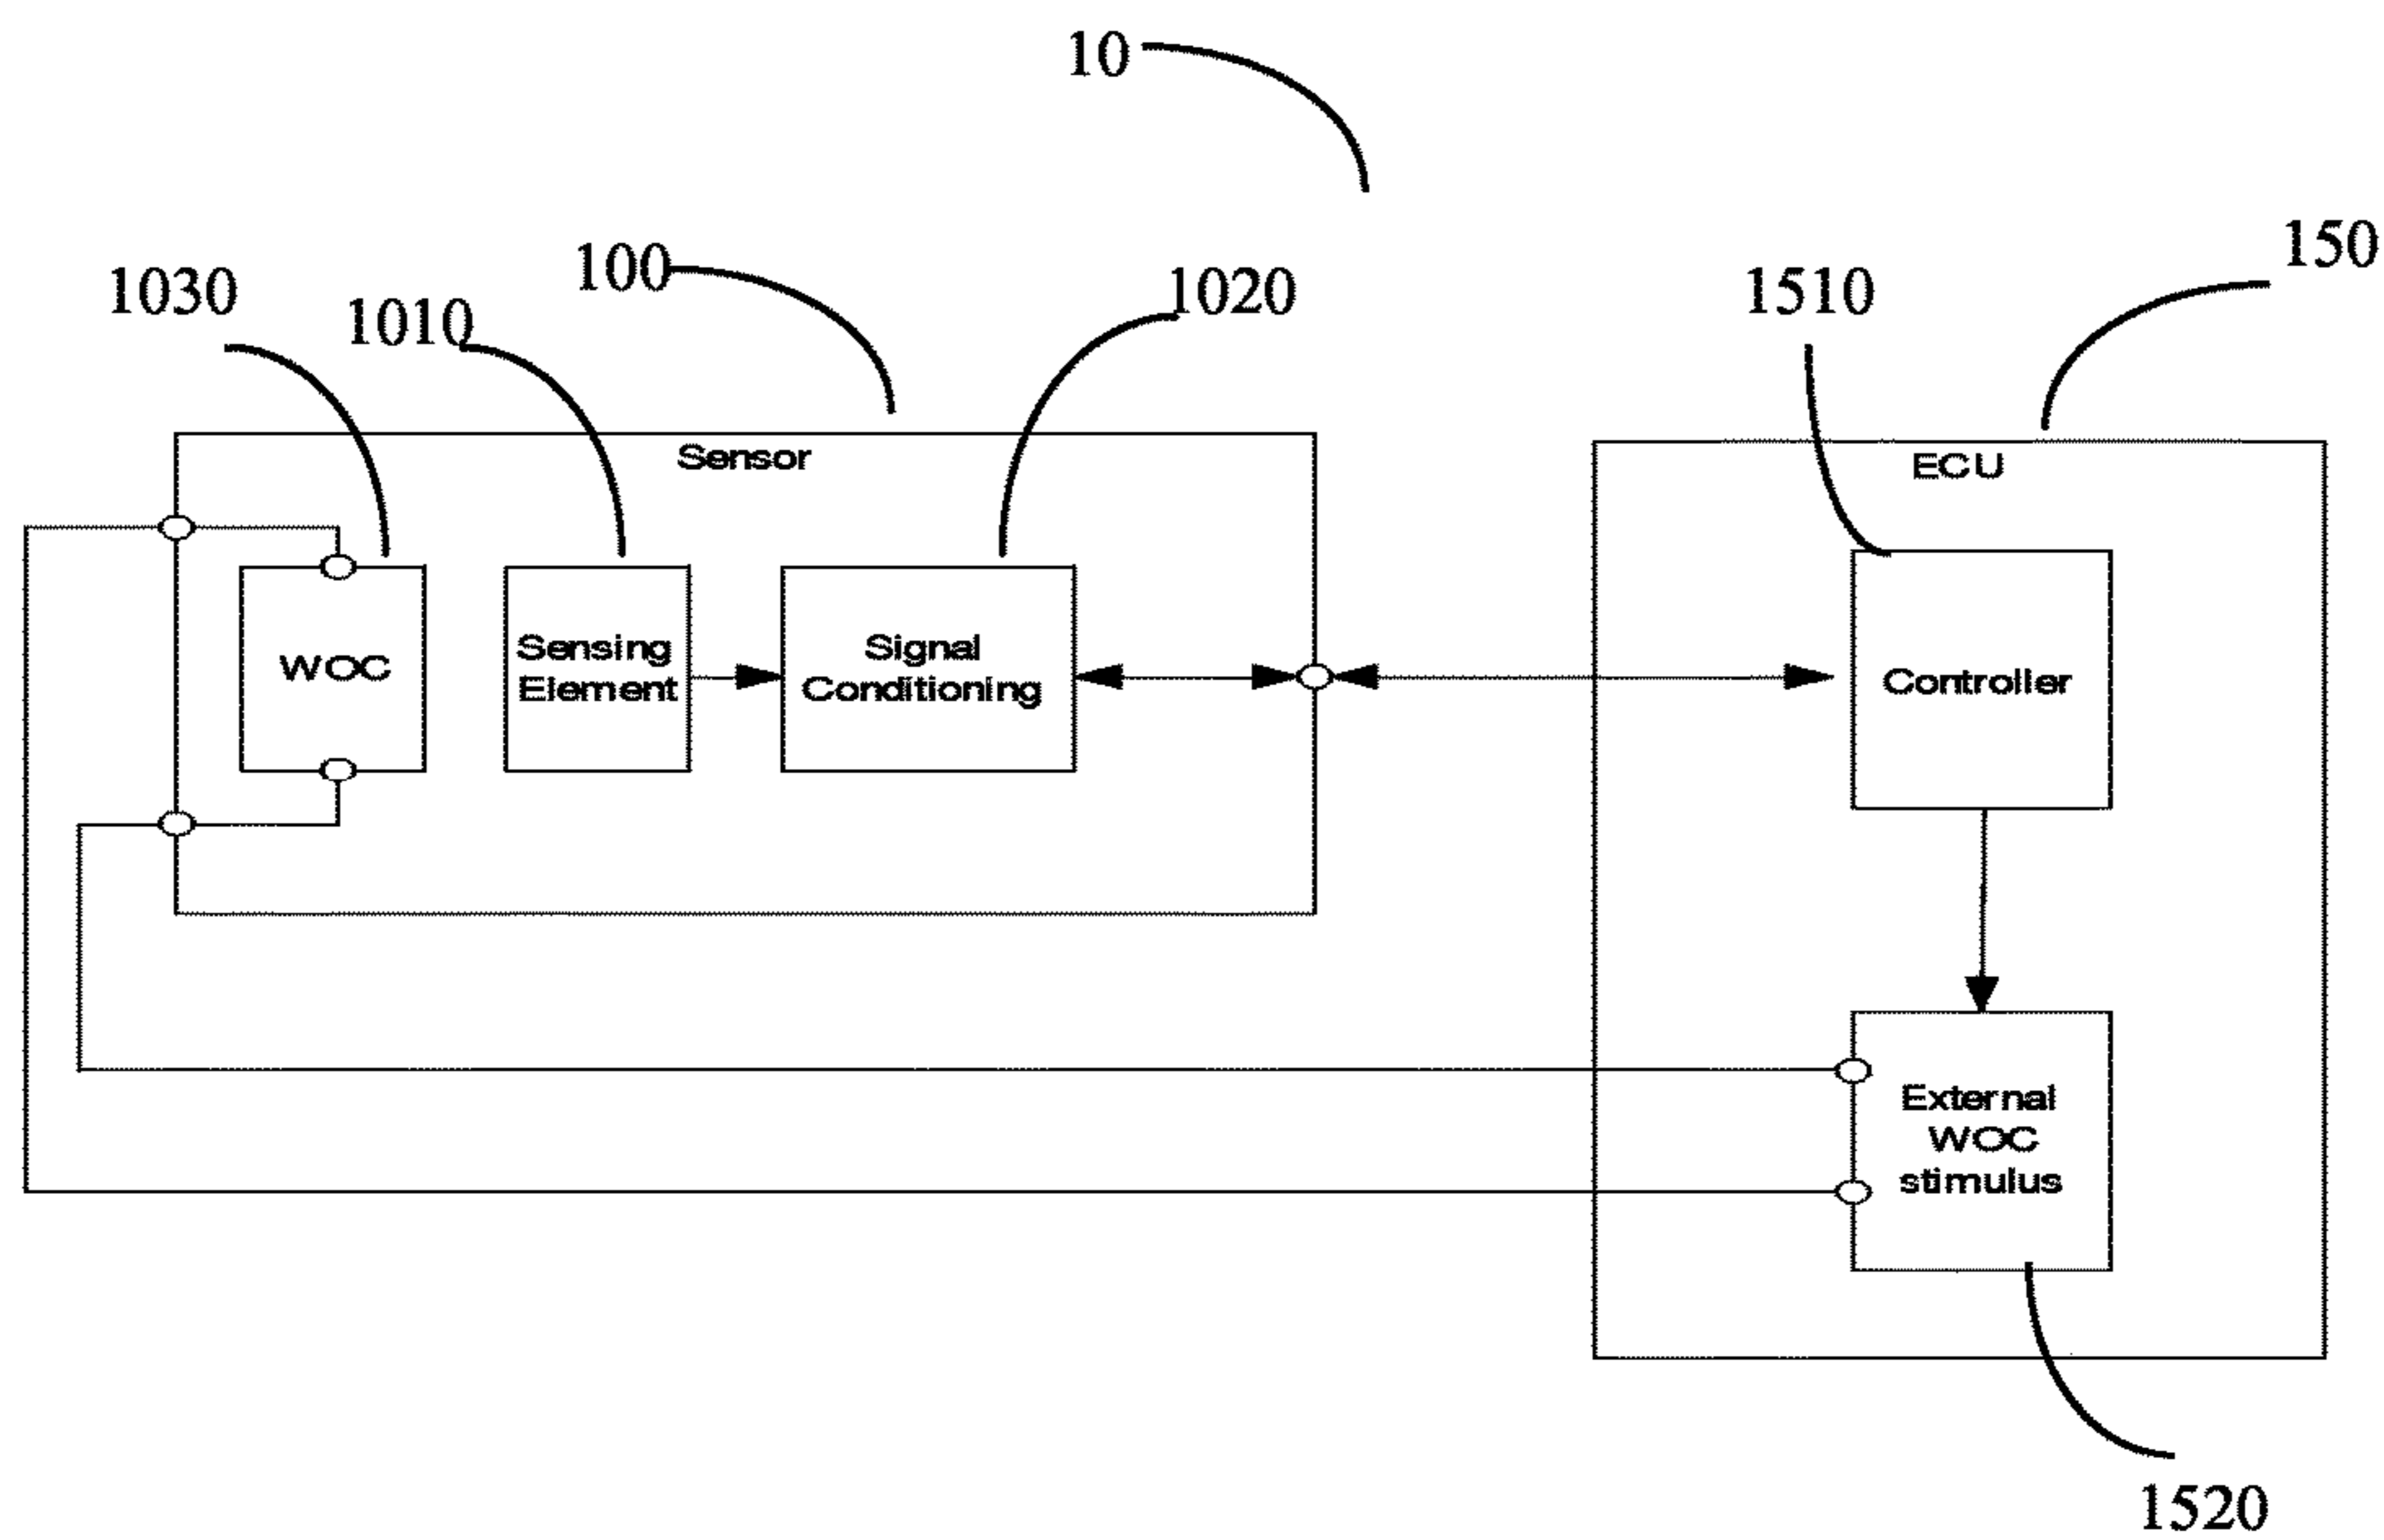 10
150
100
1030
1020
1510
1010
Sensor
ECU
WOC
Sensing
Element
Signal
Conditioning
Controller
External
WOC
stimulus
1520